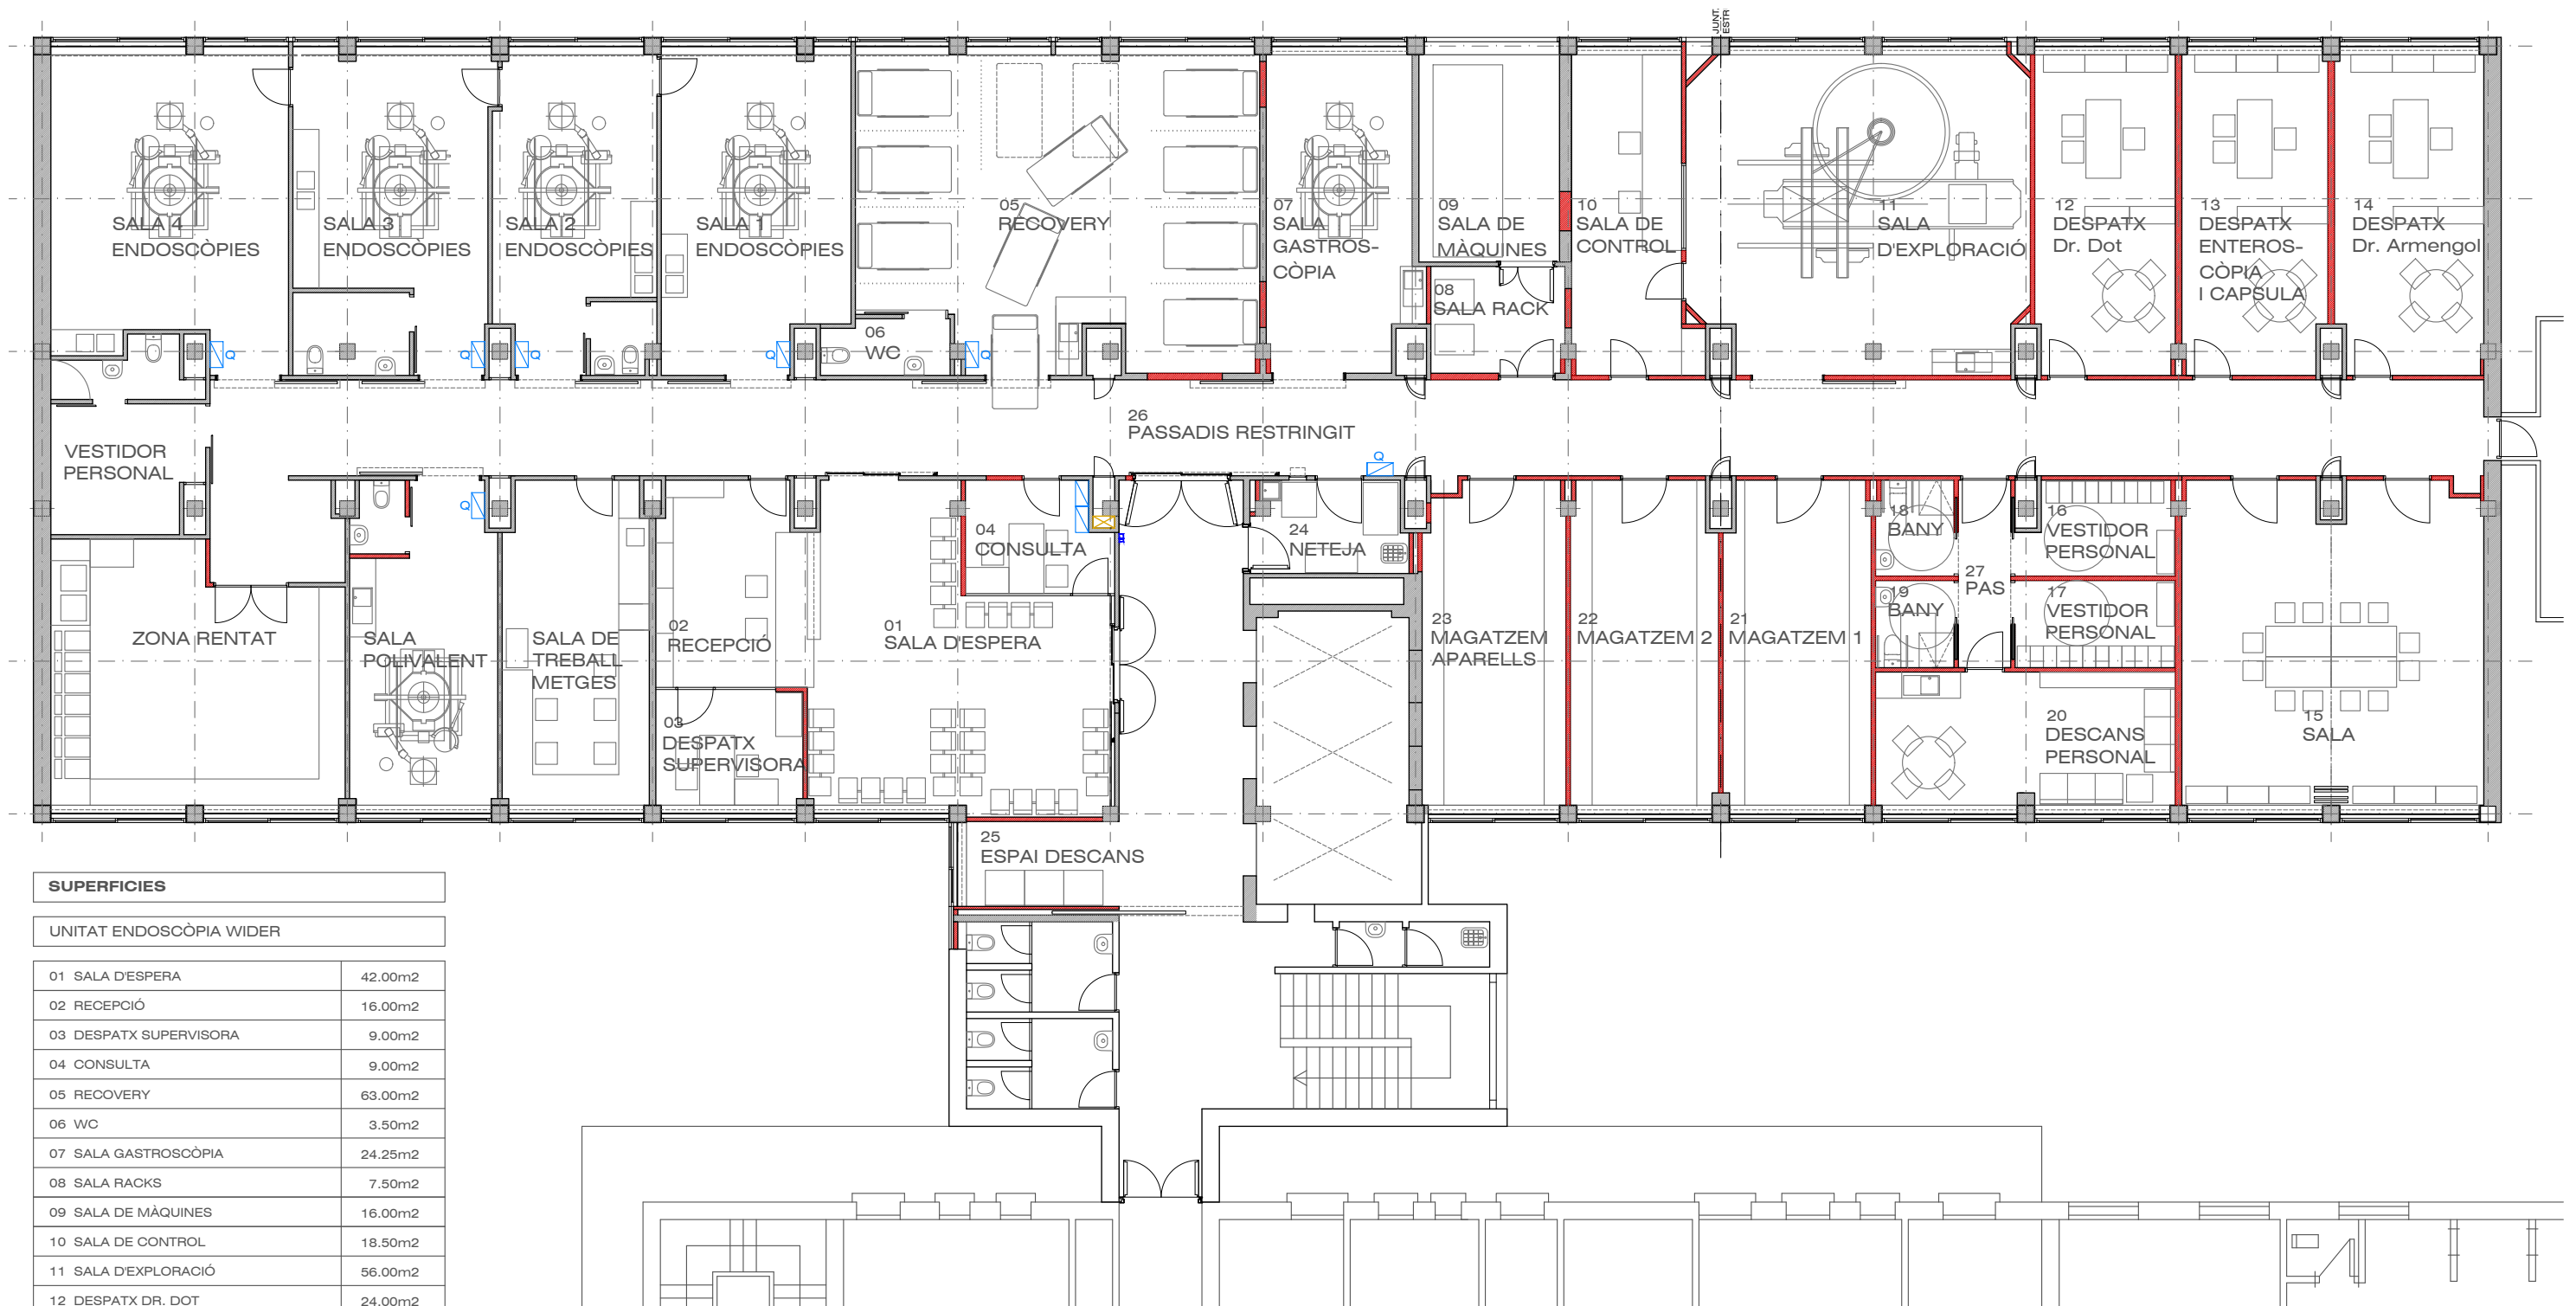 JUNT.
ESTR
SALA 4
ENDOSCÒPIES
SALA 3
ENDOSCÒPIES
SALA 2
ENDOSCÒPIES
SALA 1
ENDOSCÒPIES
05
RECOVERY
07
SALA
GASTROS-
CÒPIA
09
SALA DE
MÀQUINES
10
SALA DE
CONTROL
11
SALA
D'EXPLORACIÓ
12
DESPATX
Dr. Dot
13
DESPATX
ENTEROS-
CÒPIA
I CAPSULA
14
DESPATX
Dr. Armengol
08
SALA RACK
06
WC
Q
Q
Q
Q
Q
26
PASSADIS RESTRINGIT
Q
VESTIDOR
PERSONAL
Q
04
CONSULTA
24
NETEJA
18
BANY
16
VESTIDOR
PERSONAL
27
PAS
19
BANY
17
VESTIDOR
PERSONAL
ZONA RENTAT
SALA
POLIVALENT
SALA DE
TREBALL
METGES
02
RECEPCIÓ
01
SALA D'ESPERA
23
MAGATZEM
APARELLS
22
MAGATZEM 2
21
MAGATZEM 1
03
DESPATX
SUPERVISORA
20
DESCANS
PERSONAL
15
SALA
25
ESPAI DESCANS
SUPERFICIES
UNITAT ENDOSCÒPIA WIDER
01 SALA D'ESPERA 42.00m2
02 RECEPCIÓ 16.00m2
03 DESPATX SUPERVISORA 9.00m2
04 CONSULTA 9.00m2
05 RECOVERY 63.00m2
06 WC 3.50m2
07 SALA GASTROSCÒPIA 24.25m2
08 SALA RACKS 7.50m2
09 SALA DE MÀQUINES 16.00m2
10 SALA DE CONTROL 18.50m2
11 SALA D'EXPLORACIÓ 56.00m2
12 DESPATX DR. DOT 24.00m2